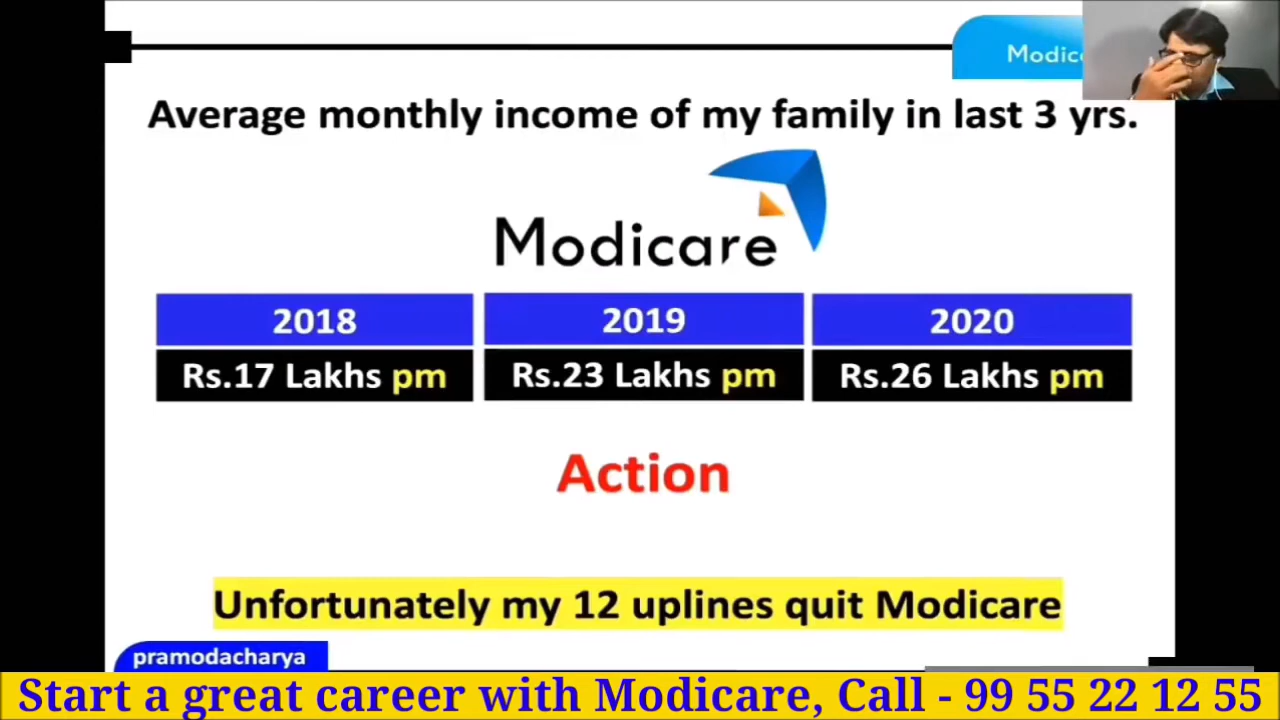 Modic
Average monthly income of my family in last 3 yrs.
Modicare
2018
2019
2020
Rs.17 Lakhs pm
Rs.23 Lakhs pm
Rs.26 Lakhs pm
Action
Unfortunately my 12 uplines quit Modicare
pramodacharya
Start a great career with Modicare, Call - 99 55 22 12 55